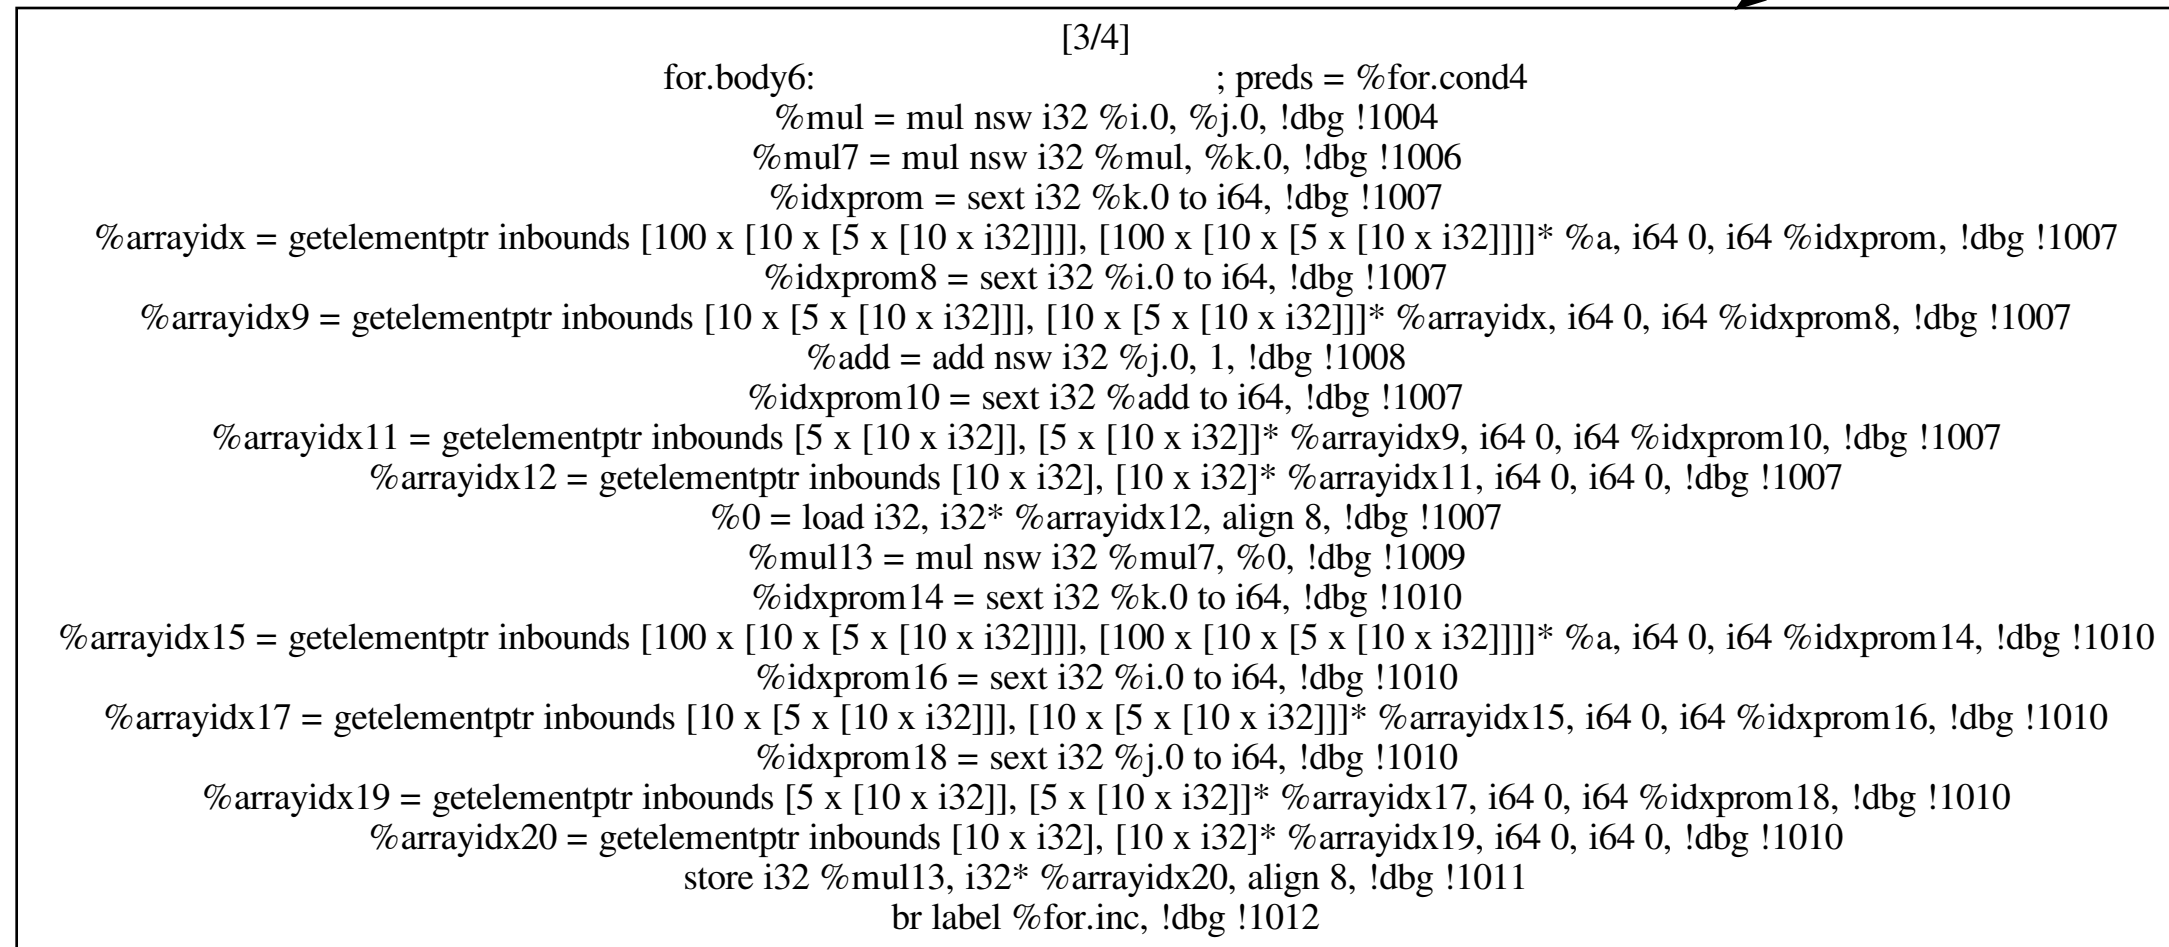 [3/4]
for.body6: ; preds = %for.cond4
%mul = mul nsw i32 %i.0, %j.0, !dbg !1004
%mul7 = mul nsw i32 %mul, %k.0, !dbg !1006
%idxprom = sext i32 %k.0 to i64, !dbg !1007
%arrayidx = getelementptr inbounds [100 x [10 x [5 x [10 x i32]]]], [100 x [10 x [5 x [10 x i32]]]]* %a, i64 0, i64 %idxprom, !dbg !1007
%idxprom8 = sext i32 %i.0 to i64, !dbg !1007
%arrayidx9 = getelementptr inbounds [10 x [5 x [10 x i32]]], [10 x [5 x [10 x i32]]]* %arrayidx, i64 0, i64 %idxprom8, !dbg !1007
%add = add nsw i32 %j.0, 1, !dbg !1008
%idxprom10 = sext i32 %add to i64, !dbg !1007
%arrayidx11 = getelementptr inbounds [5 x [10 x i32]], [5 x [10 x i32]]* %arrayidx9, i64 0, i64 %idxprom10, !dbg !1007
%arrayidx12 = getelementptr inbounds [10 x i32], [10 x i32]* %arrayidx11, i64 0, i64 0, !dbg !1007
%0 = load i32, i32* %arrayidx12, align 8, !dbg !1007
%mul13 = mul nsw i32 %mul7, %0, !dbg !1009
%idxprom14 = sext i32 %k.0 to i64, !dbg !1010
%arrayidx15 = getelementptr inbounds [100 x [10 x [5 x [10 x i32]]]], [100 x [10 x [5 x [10 x i32]]]]* %a, i64 0, i64 %idxprom14, !dbg !1010
%idxprom16 = sext i32 %i.0 to i64, !dbg !1010
%arrayidx17 = getelementptr inbounds [10 x [5 x [10 x i32]]], [10 x [5 x [10 x i32]]]* %arrayidx15, i64 0, i64 %idxprom16, !dbg !1010
%idxprom18 = sext i32 %j.0 to i64, !dbg !1010
%arrayidx19 = getelementptr inbounds [5 x [10 x i32]], [5 x [10 x i32]]* %arrayidx17, i64 0, i64 %idxprom18, !dbg !1010
%arrayidx20 = getelementptr inbounds [10 x i32], [10 x i32]* %arrayidx19, i64 0, i64 0, !dbg !1010
store i32 %mul13, i32* %arrayidx20, align 8, !dbg !1011
br label %for.inc, !dbg !1012